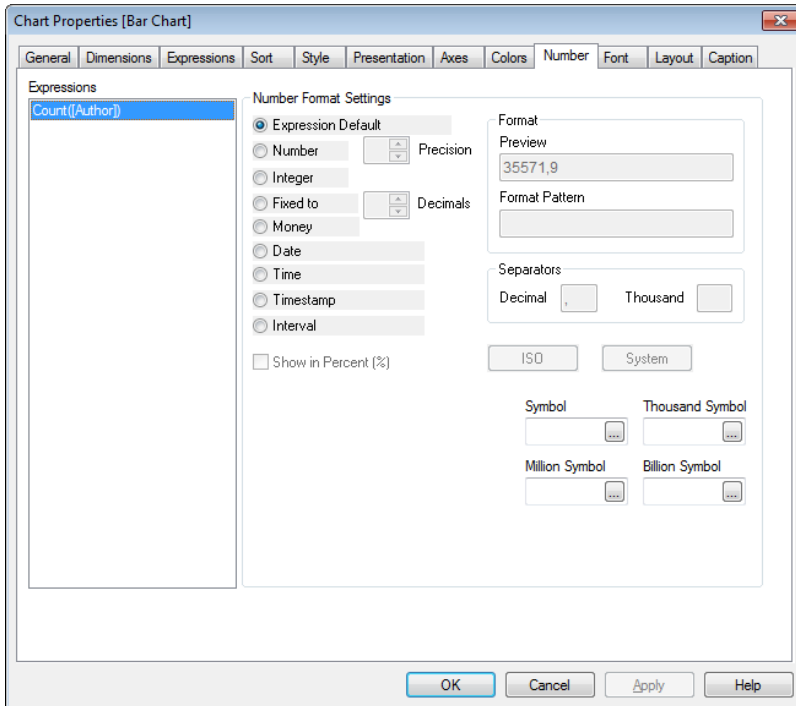 Chart Properties [Bar Chart]
General Dimensions Expressions Sort Style Presentation Axes Colors Number Font Layout Caption
Expressions
Count([Author])
Number Format Settings
Expression Default
Number
Precision
Integer
Fixed to
Decimals
Money
Date
Time
Timestamp
Interval
Show in Percent (%)
Format
Preview
35571,9
Format Pattern
Separators
Decimal , Thousand
ISO System
Symbol Thousand Symbol
... ...
Million Symbol Billion Symbol
... ...
OK Cancel Apply Help